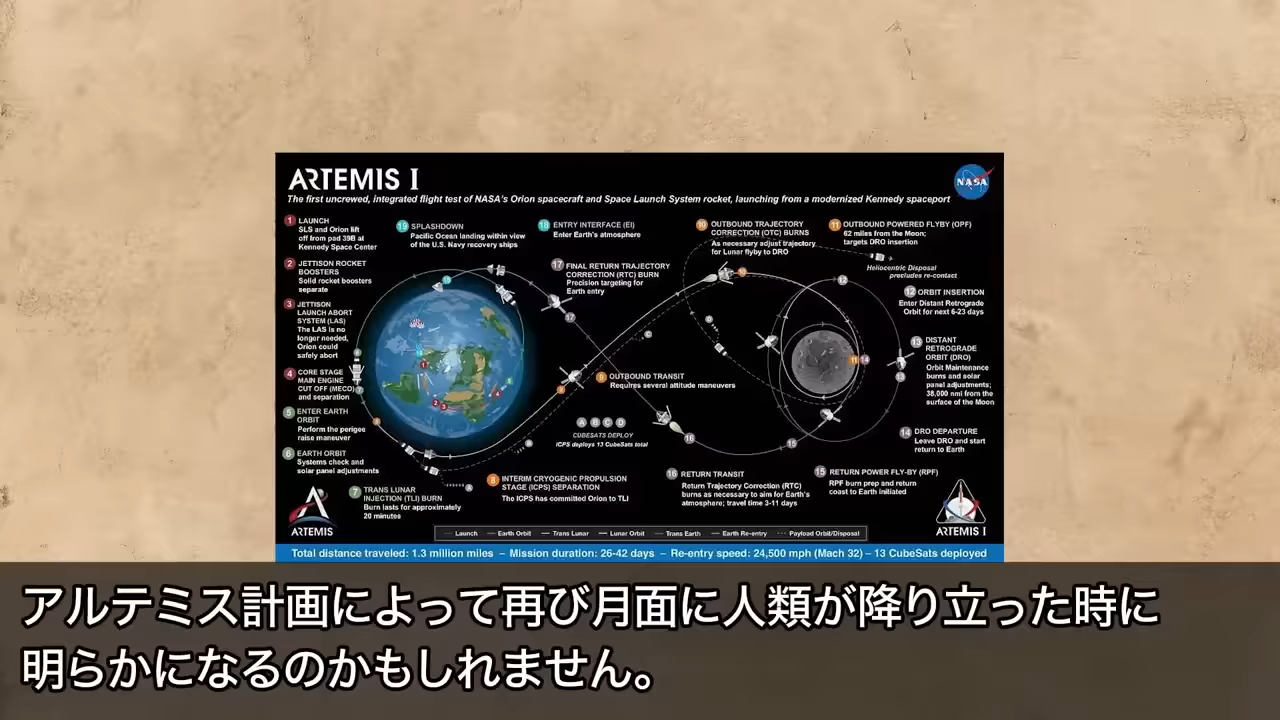 ARTEMIS I
NASA
The first uncrewed, integrated flight test of NASA's Orion spacecraft and Space Launch System rocket, launching from a modernized Kennedy spaceport
1 LAUNCH
SLS and Orion lift
off from pad 39B at
Kennedy Space Center
2 JETTISON ROCKET
BOOSTERS
Solid rocket boosters
separate
3 JETTISON
LAUNCH ABORT
SYSTEM (LAS)
The LAS is no
longer needed,
Orion could
safely abort
4 CORE STAGE
MAIN ENGINE
CUT OFF (MECO)
and separation
5 ENTER EARTH
ORBIT
Perform the perigee
raise maneuver
6 EARTH ORBIT
Systems check and
solar panel adjustments
7 TRANS LUNAR
INJECTION (TLI) BURN
Burn lasts for approximately
20 minutes
8 INTERIM CRYOGENIC PROPULSION
STAGE (ICPS) SEPARATION
The ICPS has committed Orion to TLI
9 OUTBOUND TRANSIT
Requires several attitude maneuvers
A B C D
CUBESATS DEPLOY
ICPS deploys 13 CubeSats total
10 OUTBOUND TRAJECTORY
CORRECTION (OTC) BURNS
As necessary adjust trajectory
for Lunar flyby to DRO
11 OUTBOUND POWERED FLYBY (OPF)
62 miles from the Moon;
targets DRO insertion
Heliocentric Disposal
precludes re-contact
12 ORBIT INSERTION
Enter Distant Retrograde
Orbit for next 6-23 days
13 DISTANT
RETROGRADE
ORBIT (DRO)
Orbit Maintenance
burns and solar
panel adjustments;
38,000 nmi from the
surface of the Moon
14 DRO DEPARTURE
Leave DRO and start
return to Earth
15 RETURN POWER FLY-BY (RPF)
RPF burn prep and return
coast to Earth initiated
16 RETURN TRANSIT
Return Trajectory Correction (RTC)
burns as necessary to aim for Earth's
atmosphere; travel time 3-11 days
17 FINAL RETURN TRAJECTORY
CORRECTION (RTC) BURN
Precision targeting for
Earth entry
18 ENTRY INTERFACE (EI)
Enter Earth's atmosphere
19 SPLASHDOWN
Pacific Ocean landing within view
of the U.S. Navy recovery ships
ARTEMIS
ARTEMIS I
Launch Earth Orbit Trans Lunar Lunar Orbit Trans Earth Earth Re-entry Payload Orbit/Disposal
Total distance traveled: 1.3 million miles – Mission duration: 26-42 days – Re-entry speed: 24,500 mph (Mach 32) – 13 CubeSats deployed
アルテミス計画によって再び月面に人類が降り立った時に
明らかになるのかもしれません。